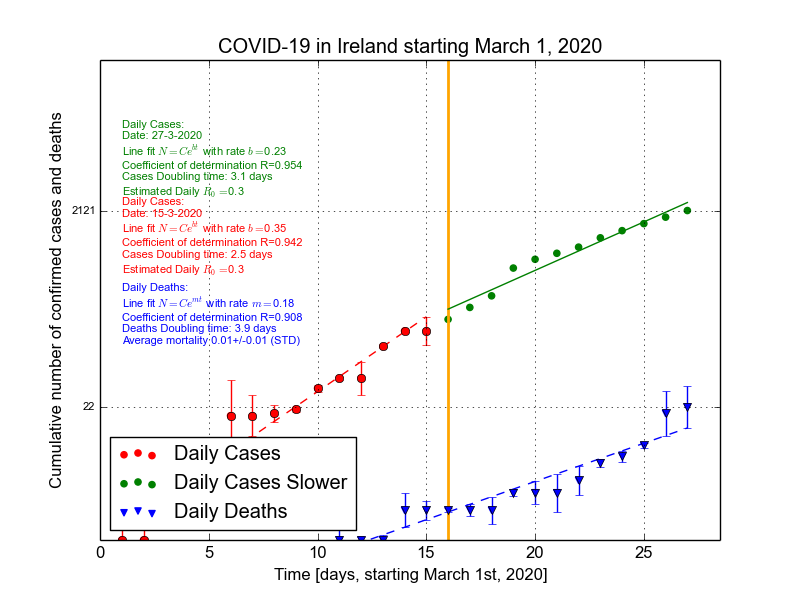 COVID-19 in Ireland starting March 1, 2020
Cumulative number of confirmed cases and deaths
Daily Cases:
Date: 27-3-2020
Line fit N=Ce^{bt} with rate b=0.23
Coefficient of determination R=0.954
Cases Doubling time: 3.1 days
Estimated Daily R_0=0.3
Daily Cases:
Date: 15-3-2020
Line fit N=Ce^{bt} with rate b=0.35
Coefficient of determination R=0.942
Cases Doubling time: 2.5 days
Estimated Daily R_0=0.3
Daily Deaths:
Line fit N=Ce^{mt} with rate m=0.18
Coefficient of determination R=0.908
Deaths Doubling time: 3.9 days
Average mortality:0.01+/-0.01 (STD)
2121
22
Daily Cases
Daily Cases Slower
Daily Deaths
0 5 10 15 20 25
Time [days, starting March 1st, 2020]